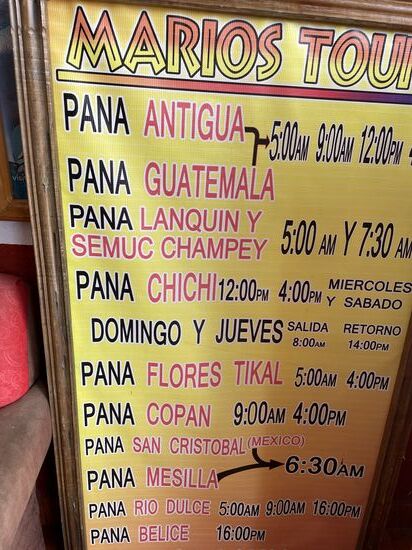 MARIOS TOU
PANA ANTIGUA 5:00AM 9:00AM 12:00PM
PANA GUATEMALA
PANA LANQUIN Y
SEMUC CHAMPEY 5:00 AM Y 7:30 AM
PANA CHICHI 12:00PM 4:00PM MIERCOLES
Y SABADO
DOMINGO Y JUEVES SALIDA RETORNO
8:00AM 14:00PM
PANA FLORES TIKAL 5:00AM 4:00PM
PANA COPAN 9:00AM 4:00PM
PANA SAN CRISTOBAL (MEXICO)
6:30AM
PANA MESILLA
PANA RIO DULCE 5:00AM 9:00AM 16:00PM
PANA BELICE 16:00PM